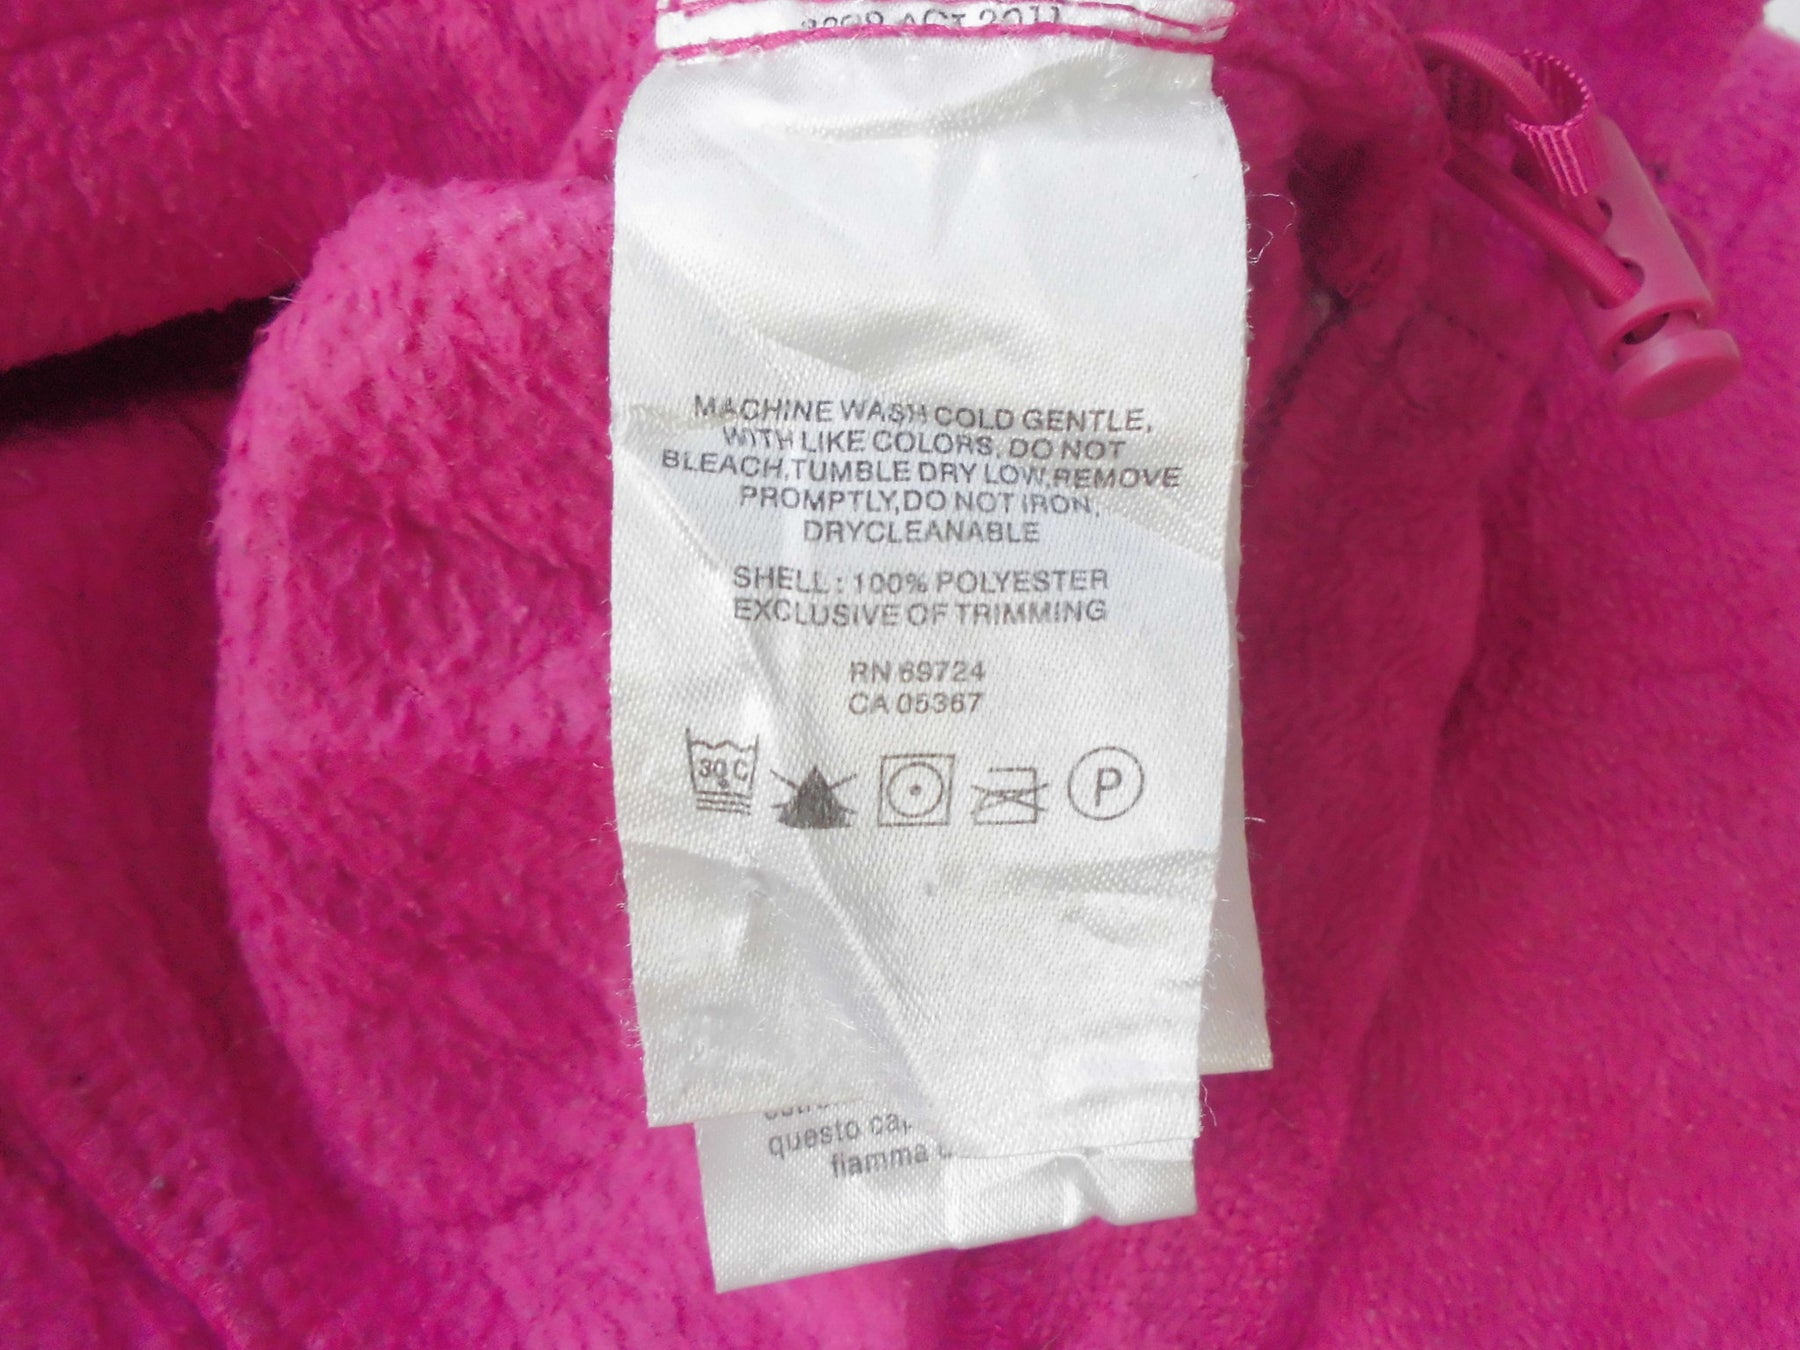 MACHINE WASH COLD GENTLE,
WITH LIKE COLORS, DO NOT
BLEACH,TUMBLE DRY LOW,REMOVE
PROMPTLY,DO NOT IRON,
DRYCLEANABLE
SHELL: 100% POLYESTER
EXCLUSIVE OF TRIMMING
RN 69724
CA 05367
30°C
P
questo
fiamma